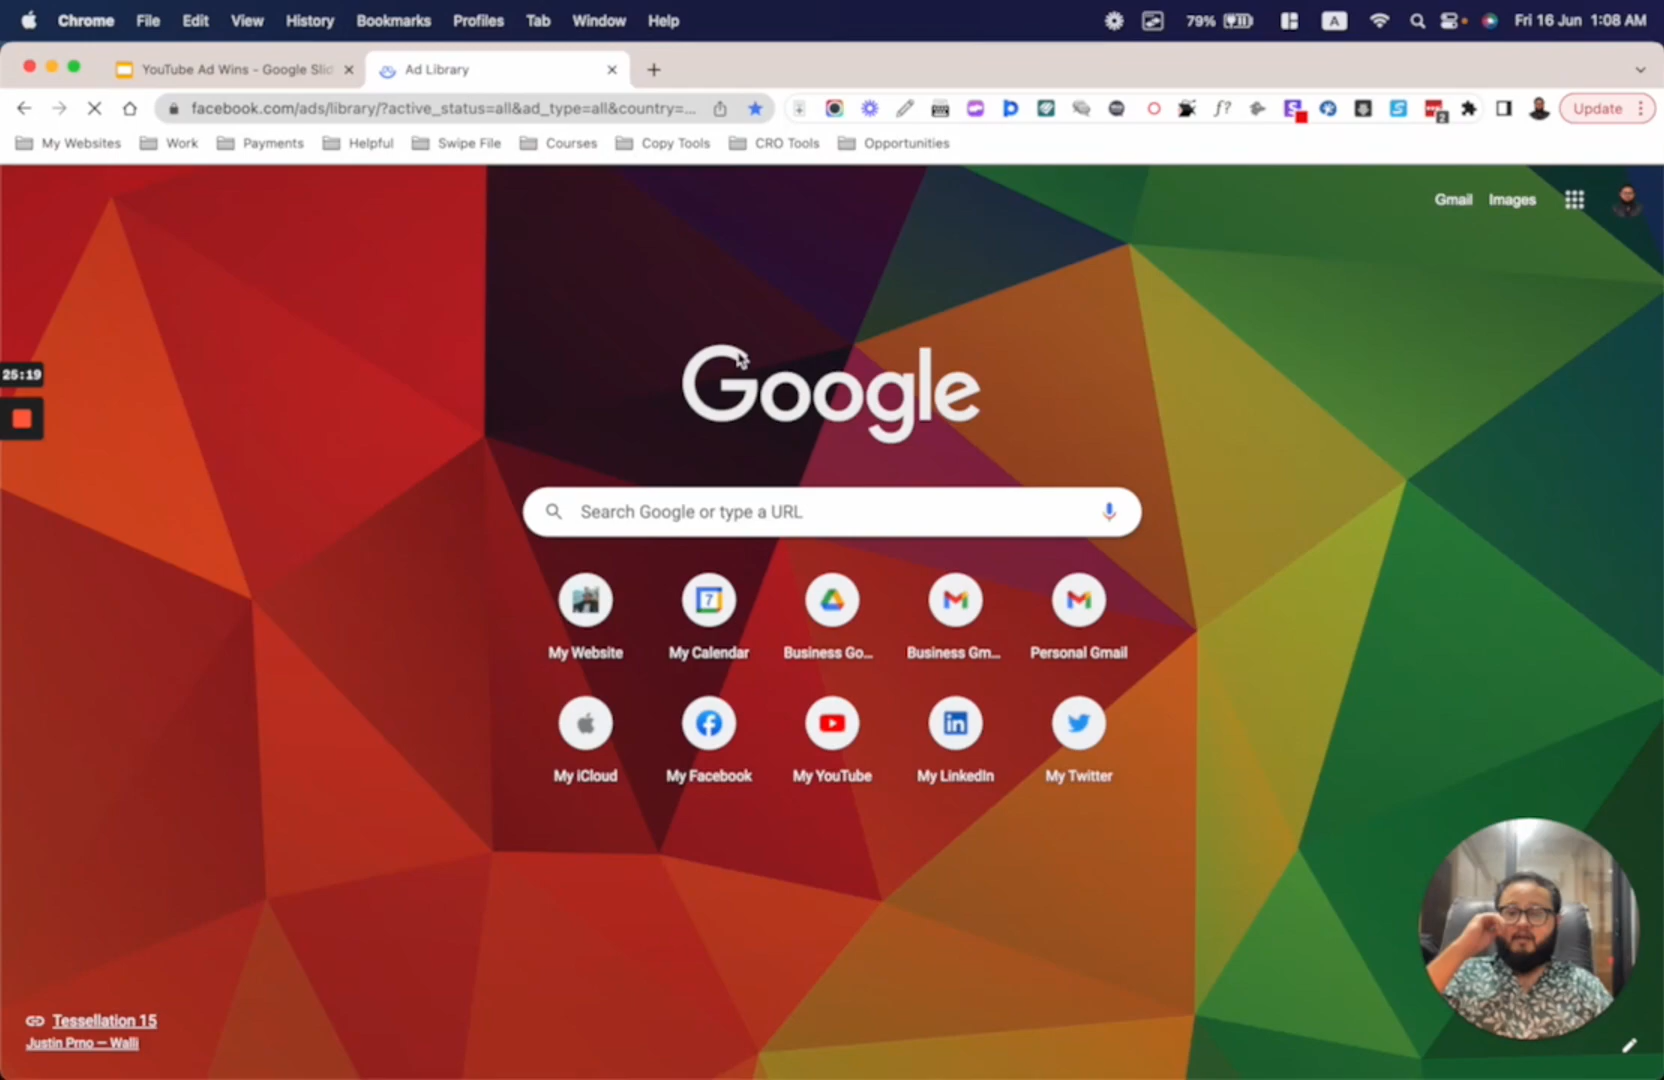 Chrome File Edit View History Bookmarks Profiles Tab Window Help
79% A Fri 16 Jun 1:08 AM
YouTube Ad Wins - Google Slid
Ad Library
facebook.com/ads/library/?active_status=all&ad_type=all&country=...
f?
2
Update
My Websites Work Payments Helpful Swipe File Courses Copy Tools CRO Tools Opportunities
Gmail Images
25:19
Google
Search Google or type a URL
7
My Website My Calendar Business Go... Business Gm... Personal Gmail
in
My iCloud My Facebook My YouTube My LinkedIn My Twitter
Tessellation 15
Justin Prno — Walli